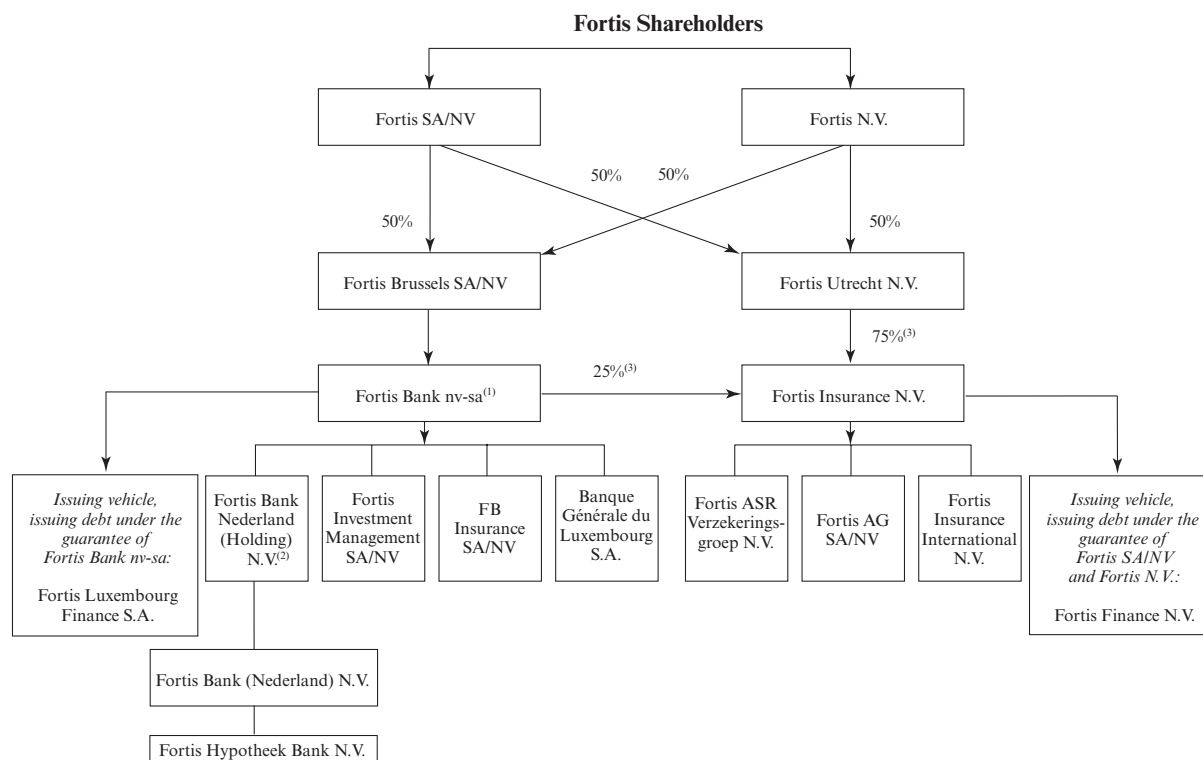 Fortis Shareholders
Fortis SA/NV
Fortis N.V.
50%
50%
50%
50%
Fortis Brussels SA/NV
Fortis Utrecht N.V.
75%(3)
25%(3)
Fortis Bank nv-sa(1)
Fortis Insurance N.V.
Issuing vehicle,
issuing debt under the
guarantee of
Fortis Bank nv-sa:
Fortis Luxembourg
Finance S.A.
Fortis Bank
Nederland
(Holding)
N.V.(2)
Fortis
Investment
Management
SA/NV
FB
Insurance
SA/NV
Banque
Générale du
Luxembourg
S.A.
Fortis ASR
Verzekerings-
groep N.V.
Fortis AG
SA/NV
Fortis
Insurance
International
N.V.
Issuing vehicle,
issuing debt under the
guarantee of
Fortis SA/NV
and Fortis N.V.:
Fortis Finance N.V.
Fortis Bank (Nederland) N.V.
Fortis Hypotheek Bank N.V.